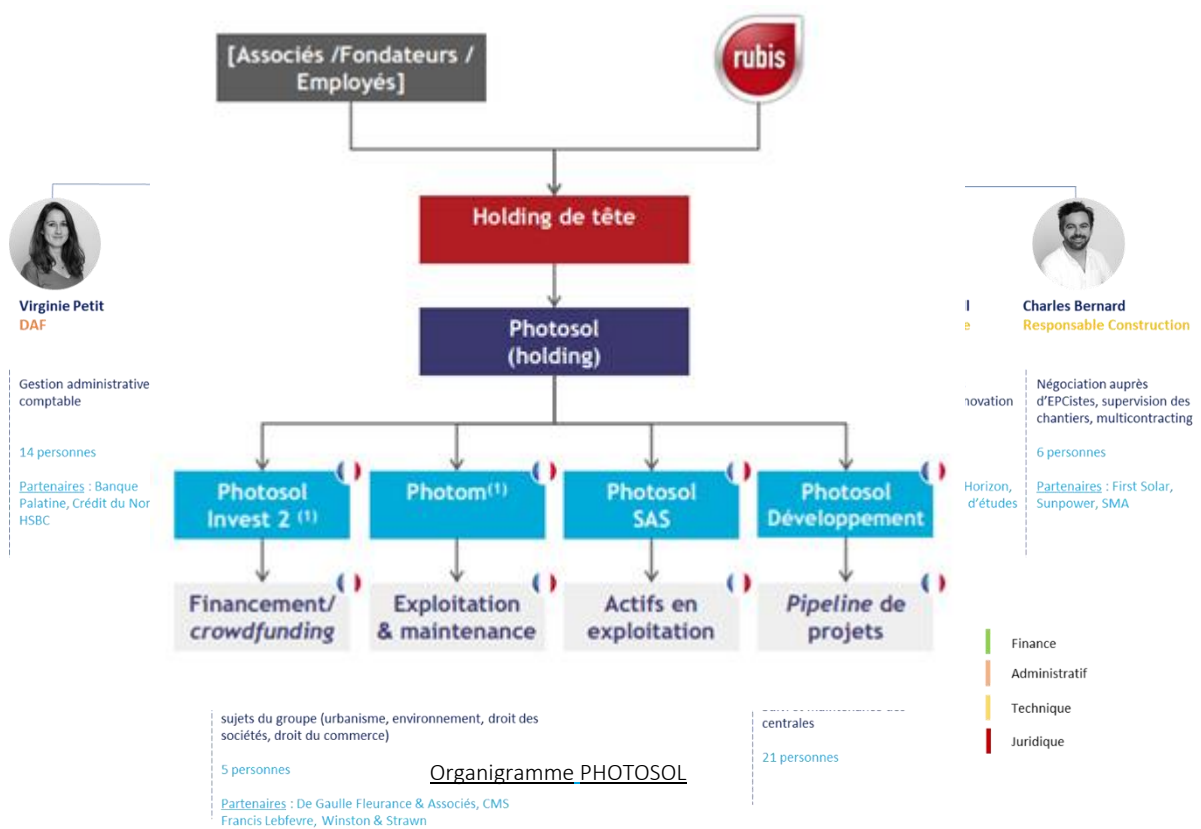 [Associés /Fondateurs /
Employés]
rubis
Holding de tête
Photosol
(holding)
Photosol
Invest 2 (1)
Photom(1)
Photosol
SAS
Photosol
Développement
Financement/
crowdfunding
Exploitation
& maintenance
Actifs en
exploitation
Pipeline de
projets
Virginie Petit
DAF
Gestion administrative
comptable
14 personnes
Partenaires : Banque
Palatine, Crédit du Nor
HSBC
Charles Bernard
Responsable Construction
Négociation auprès
d'EPCistes, supervision des
chantiers, multicontracting
6 personnes
Partenaires : First Solar,
Sunpower, SMA
novation
Horizon,
d'études
sujets du groupe (urbanisme, environnement, droit des
sociétés, droit du commerce)
5 personnes
Partenaires : De Gaulle Fleurance & Associés, CMS
Francis Lebfevre, Winston & Strawn
Organigramme PHOTOSOL
centrales
21 personnes
Finance
Administratif
Technique
Juridique